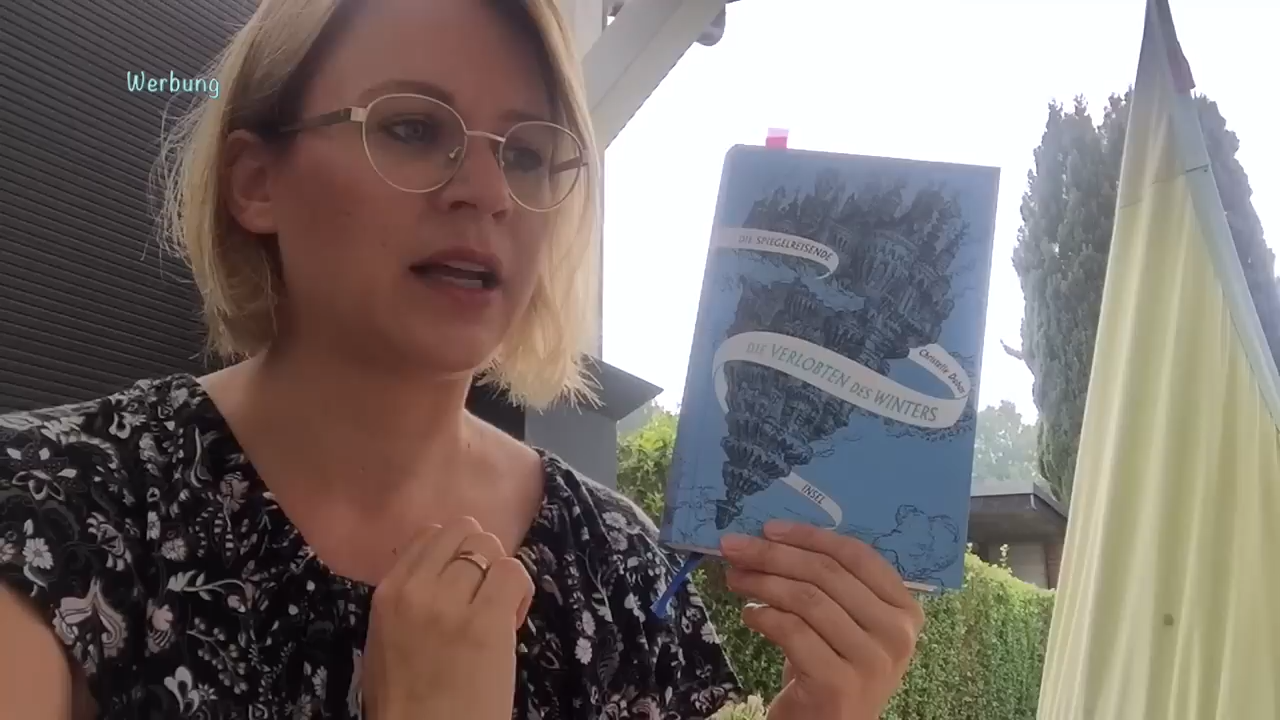 Werbung
DIE SPIEGELREISENDE
DIE VERLOBTEN DES WINTERS
Christelle Dabos
INSEL